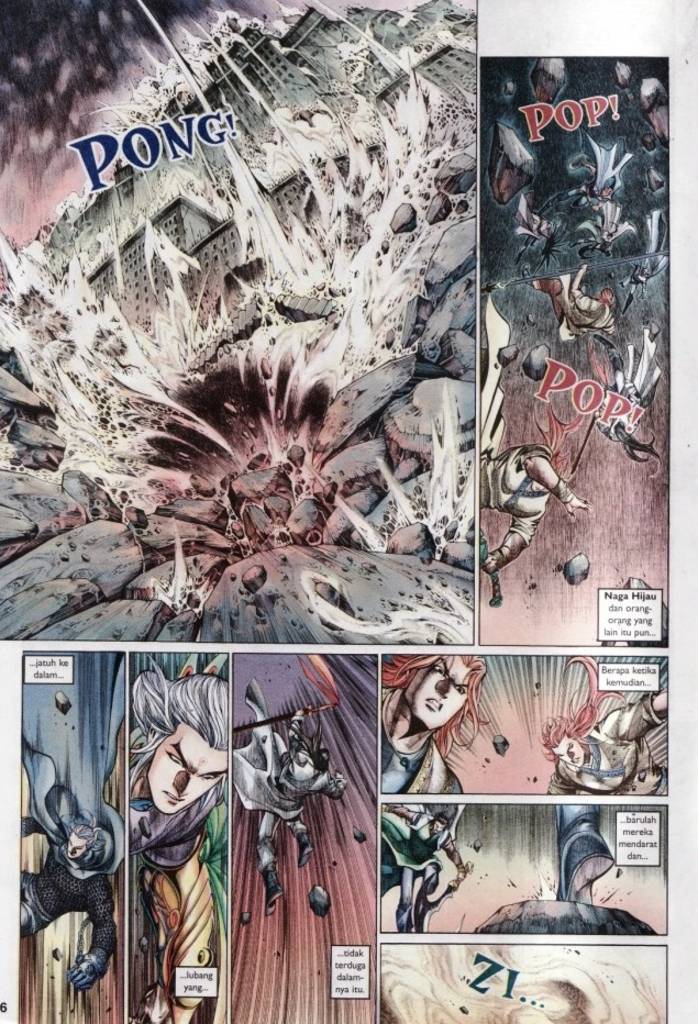 PONG!
POP!
POP!
Naga Hijau
dan orang-
orang yang
lain itu pun...
...jatuh ke
dalam...
...lubang
yang...
...tidak
terduga
dalam-
nya itu.
Berapa ketika
kemudian...
...barulah
mereka
mendarat
dan...
ZI...
6